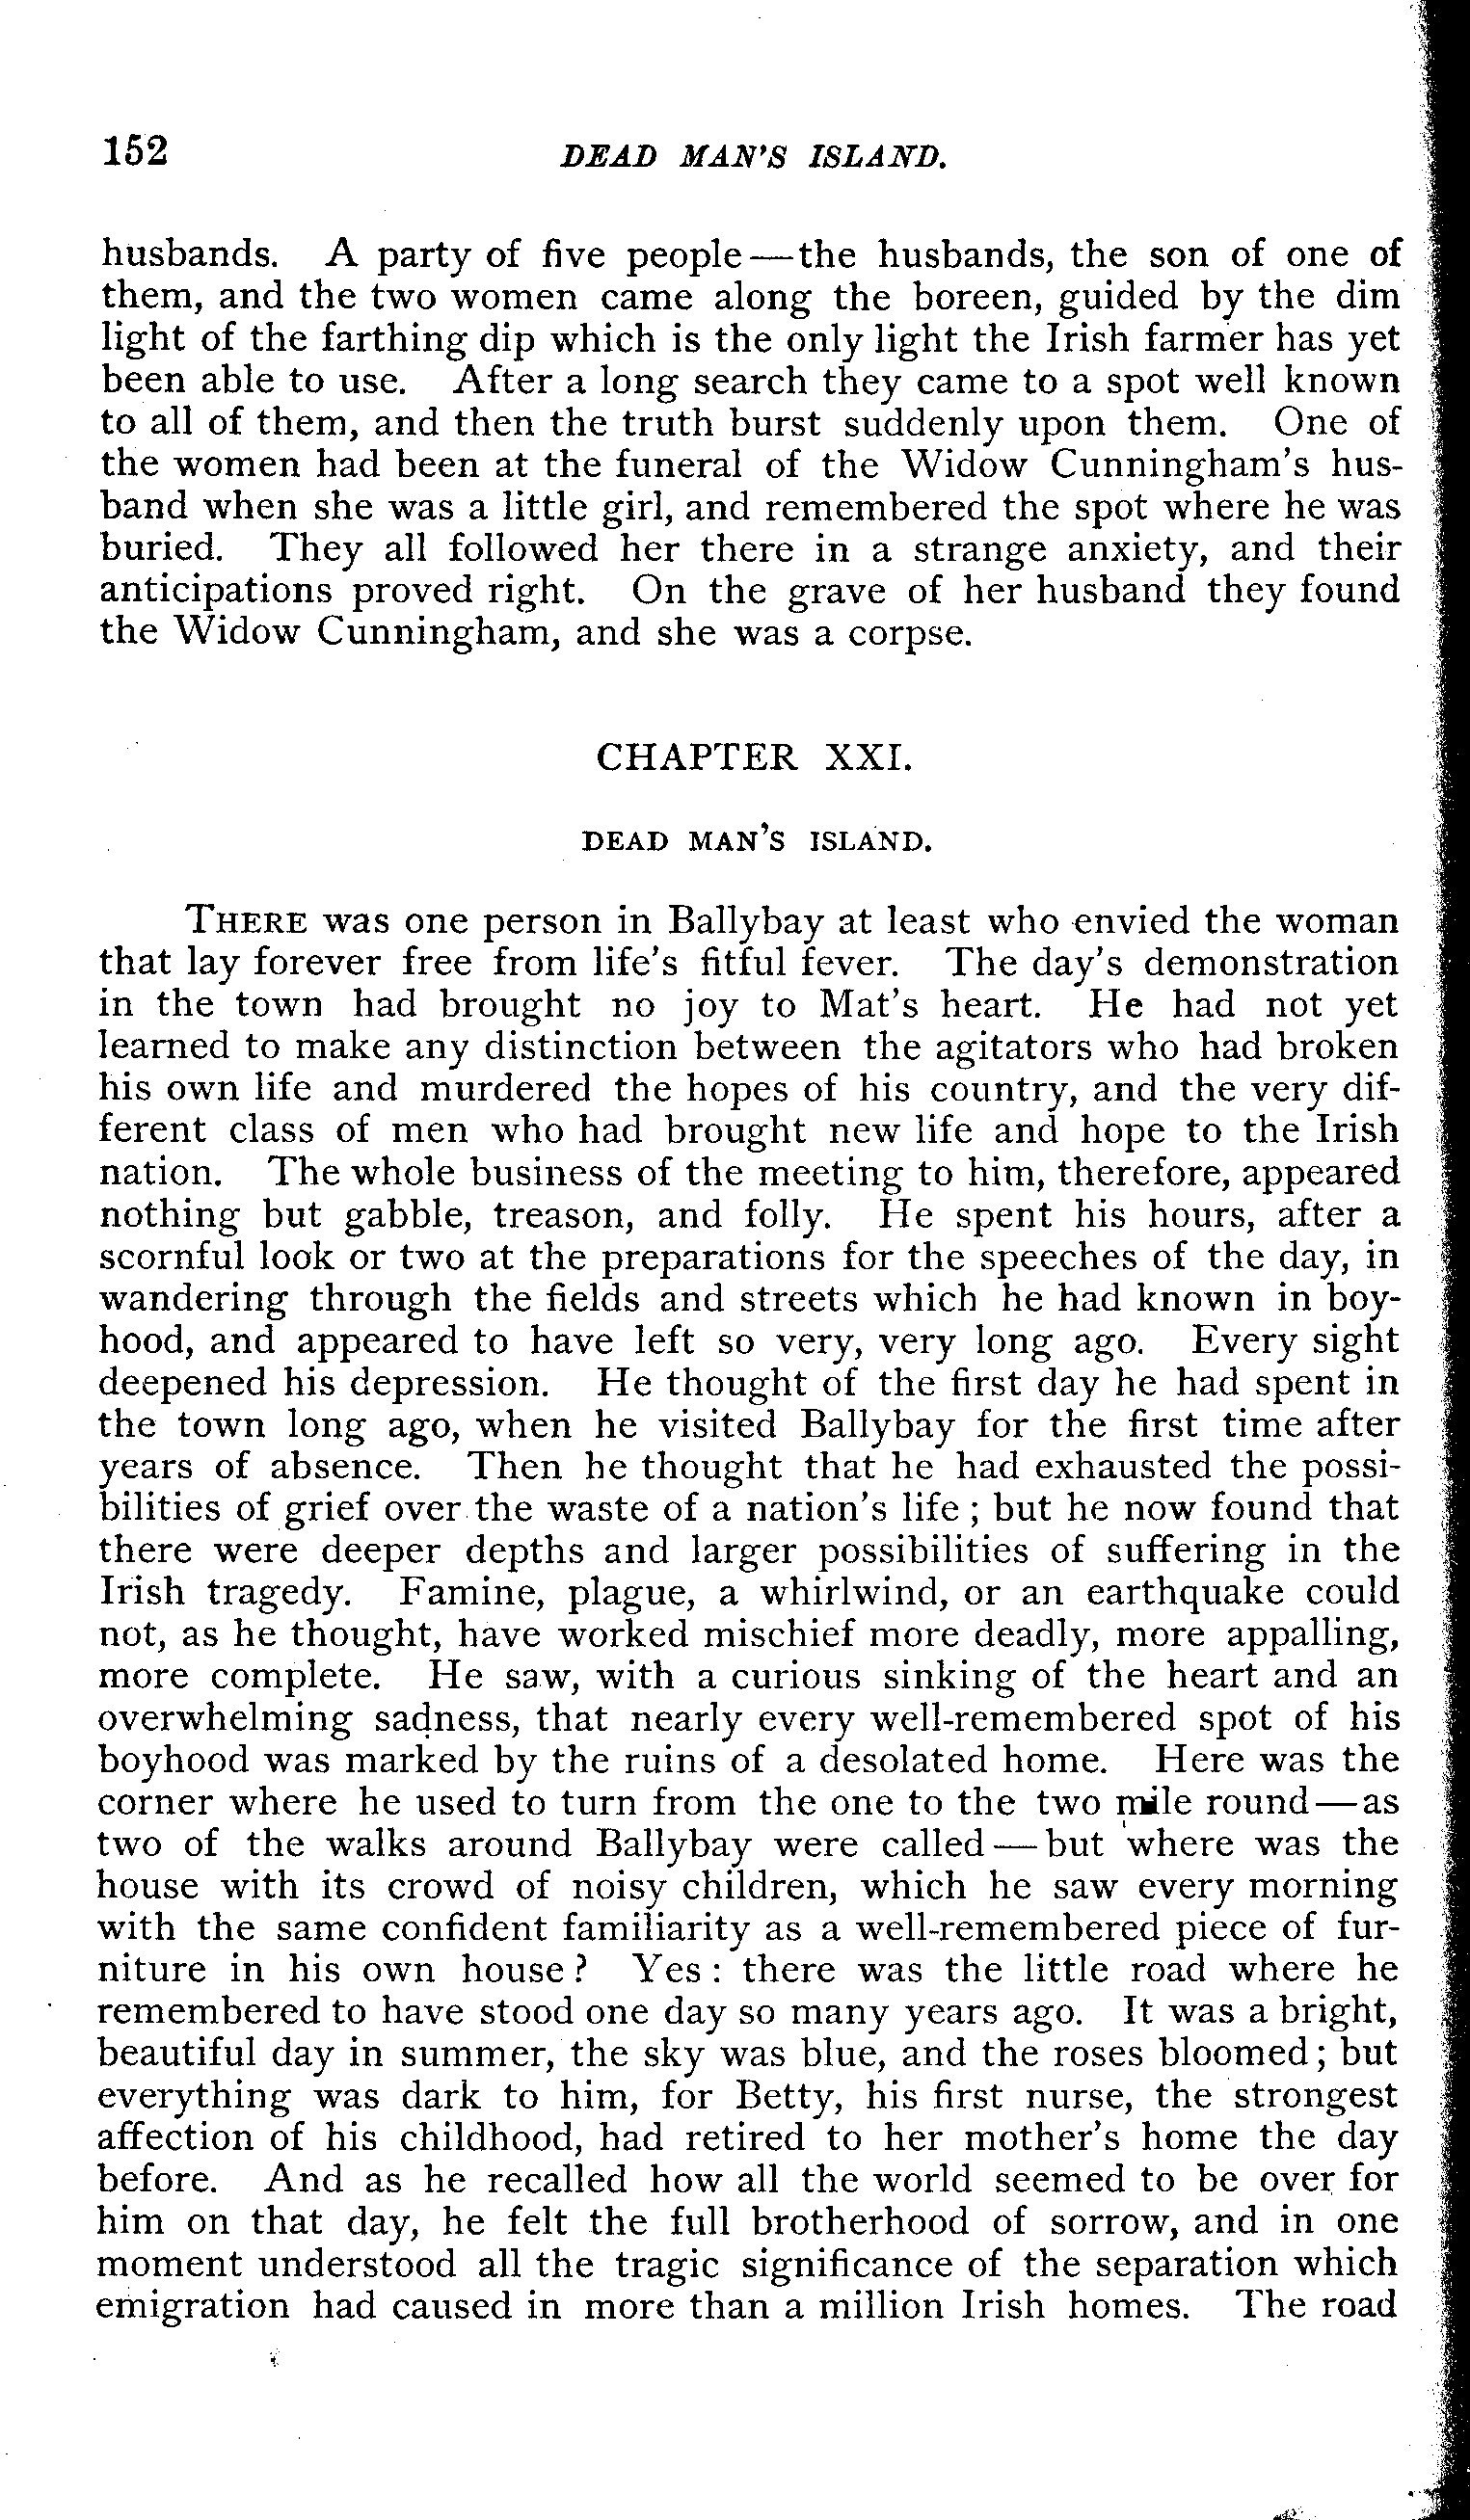 152 DEAD MAN'S ISLAND.
husbands. A party of five people—the husbands, the son of one of
them, and the two women came along the boreen, guided by the dim
light of the farthing dip which is the only light the Irish farmer has yet
been able to use. After a long search they came to a spot well known
to all of them, and then the truth burst suddenly upon them. One of
the women had been at the funeral of the Widow Cunningham's hus-
band when she was a little girl, and remembered the spot where he was
buried. They all followed her there in a strange anxiety, and their
anticipations proved right. On the grave of her husband they found
the Widow Cunningham, and she was a corpse.
CHAPTER XXI.
DEAD MAN'S ISLAND.
THERE was one person in Ballybay at least who envied the woman
that lay forever free from life's fitful fever. The day's demonstration
in the town had brought no joy to Mat's heart. He had not yet
learned to make any distinction between the agitators who had broken
his own life and murdered the hopes of his country, and the very dif-
ferent class of men who had brought new life and hope to the Irish
nation. The whole business of the meeting to him, therefore, appeared
nothing but gabble, treason, and folly. He spent his hours, after a
scornful look or two at the preparations for the speeches of the day, in
wandering through the fields and streets which he had known in boy-
hood, and appeared to have left so very, very long ago. Every sight
deepened his depression. He thought of the first day he had spent in
the town long ago, when he visited Ballybay for the first time after
years of absence. Then he thought that he had exhausted the possi-
bilities of grief over the waste of a nation's life; but he now found that
there were deeper depths and larger possibilities of suffering in the
Irish tragedy. Famine, plague, a whirlwind, or an earthquake could
not, as he thought, have worked mischief more deadly, more appalling,
more complete. He saw, with a curious sinking of the heart and an
overwhelming sadness, that nearly every well-remembered spot of his
boyhood was marked by the ruins of a desolated home. Here was the
corner where he used to turn from the one to the two mile round—as
two of the walks around Ballybay were called—but where was the
house with its crowd of noisy children, which he saw every morning
with the same confident familiarity as a well-remembered piece of fur-
niture in his own house? Yes: there was the little road where he
remembered to have stood one day so many years ago. It was a bright,
beautiful day in summer, the sky was blue, and the roses bloomed; but
everything was dark to him, for Betty, his first nurse, the strongest
affection of his childhood, had retired to her mother's home the day
before. And as he recalled how all the world seemed to be over for
him on that day, he felt the full brotherhood of sorrow, and in one
moment understood all the tragic significance of the separation which
emigration had caused in more than a million Irish homes. The road